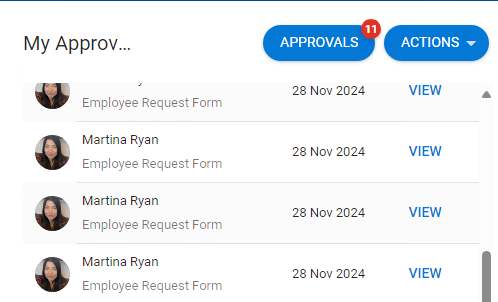 My Approv...
APPROVALS
11
ACTIONS
28 Nov 2024
VIEW
Employee Request Form
Martina Ryan
28 Nov 2024
VIEW
Employee Request Form
Martina Ryan
28 Nov 2024
VIEW
Employee Request Form
Martina Ryan
28 Nov 2024
VIEW
Employee Request Form